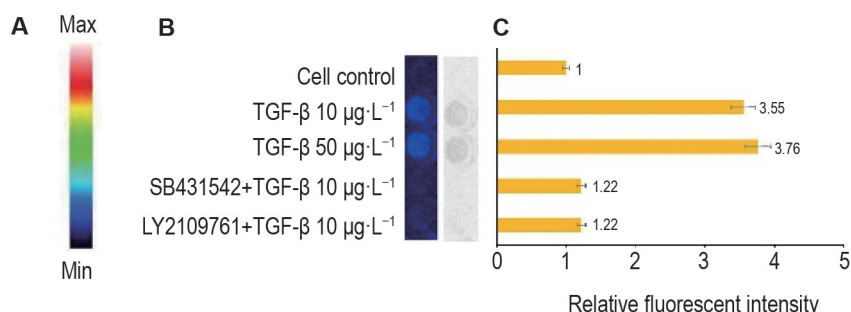 A
Max
Min
B
Cell control
TGF-β 10 μg·L⁻¹
TGF-β 50 μg·L⁻¹
SB431542+TGF-β 10 μg·L⁻¹
LY2109761+TGF-β 10 μg·L⁻¹
C
1
3.55
3.76
1.22
1.22
0 1 2 3 4 5
Relative fluorescent intensity